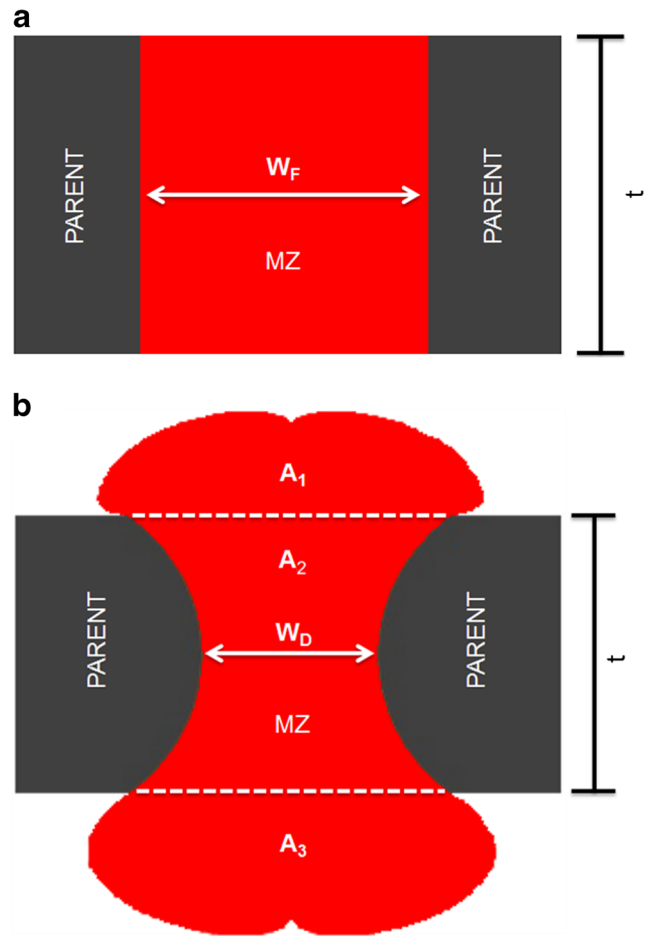 a
PARENT
W_F
MZ
PARENT
t
b
A_1
PARENT
A_2
W_D
MZ
PARENT
t
A_3